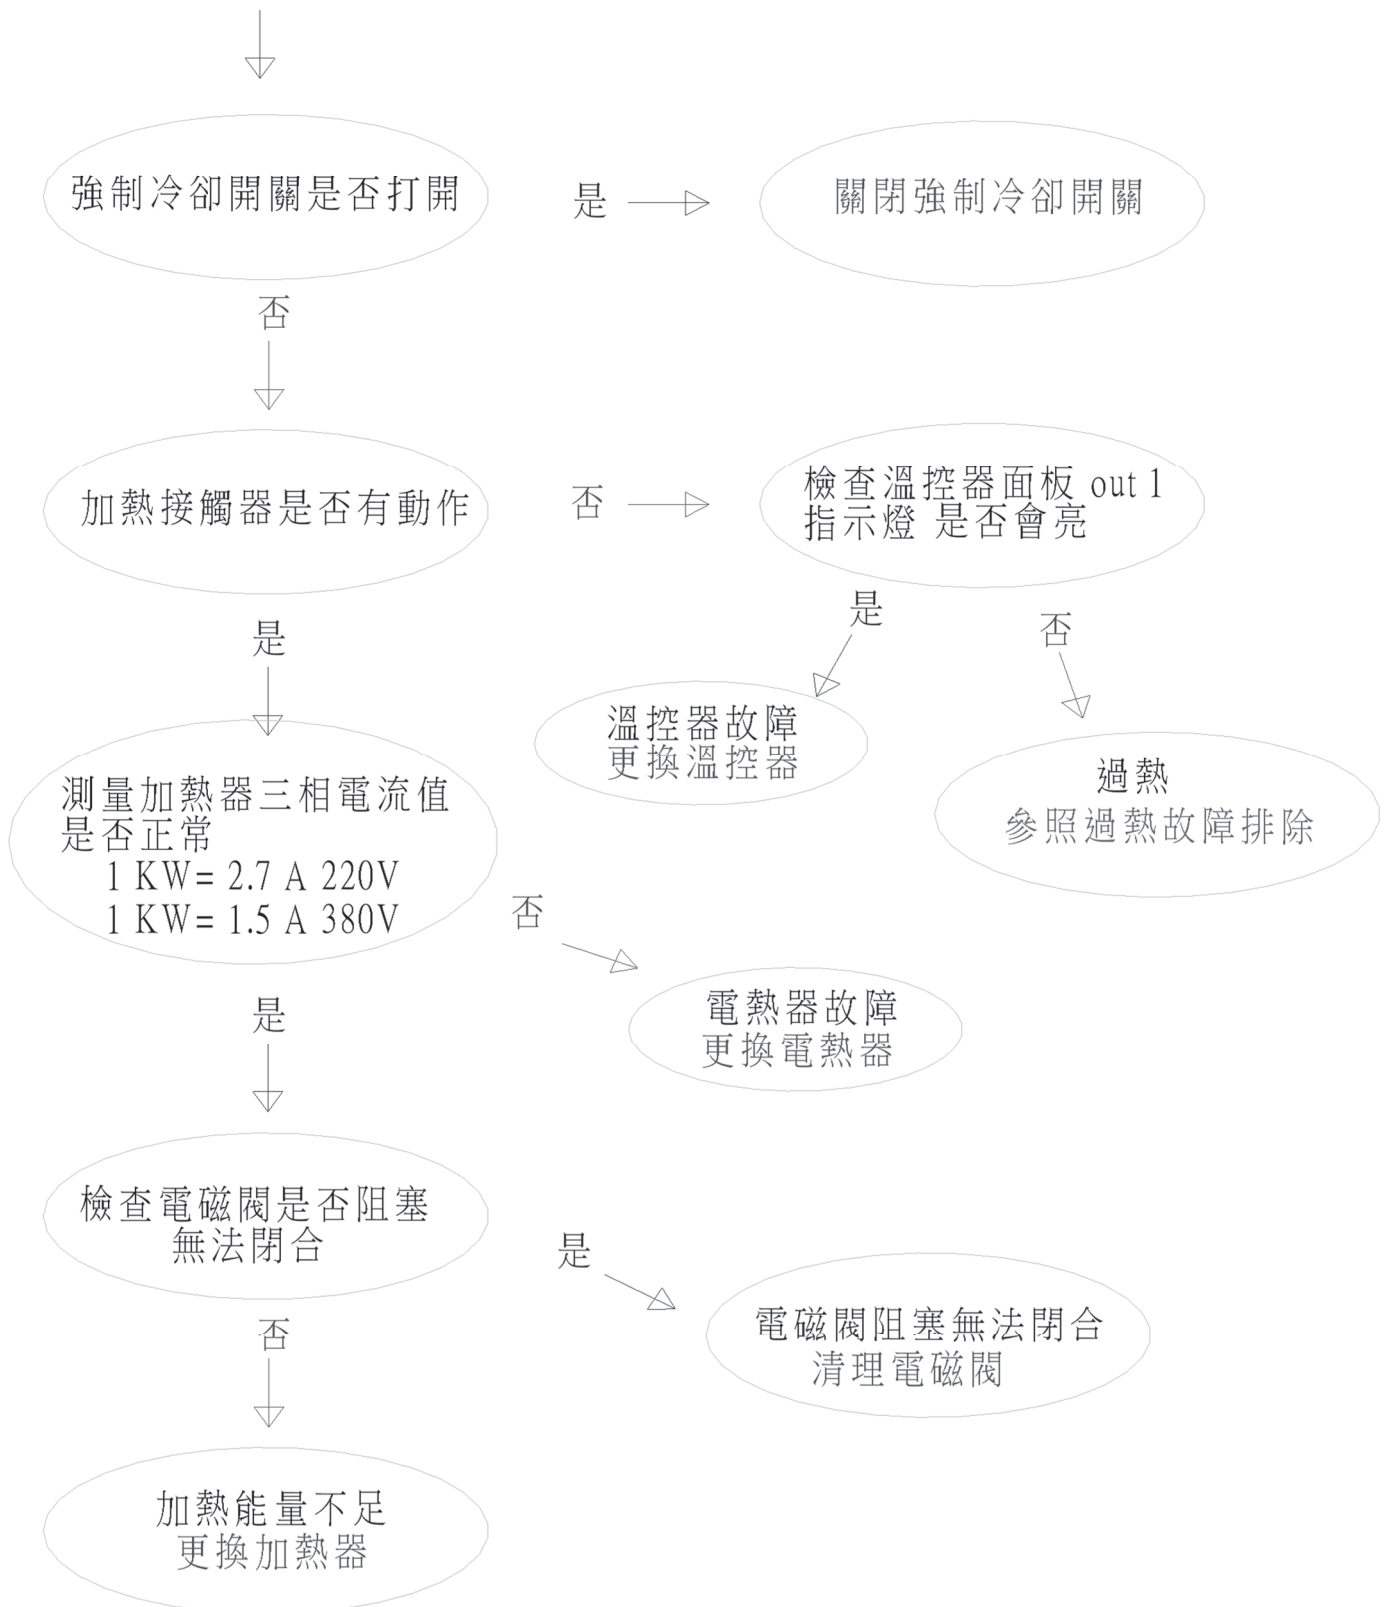 強制冷卻開關是否打開
是
關閉強制冷卻開關
否
加熱接觸器是否有動作
否
檢查溫控器面板 out 1
指示燈 是否會亮
是
是
否
溫控器故障
更換溫控器
過熱
參照過熱故障排除
測量加熱器三相電流值
是否正常
1 KW= 2.7 A 220V
1 KW= 1.5 A 380V
否
電熱器故障
更換電熱器
是
檢查電磁閥是否阻塞
無法閉合
是
電磁閥阻塞無法閉合
清理電磁閥
否
加熱能量不足
更換加熱器